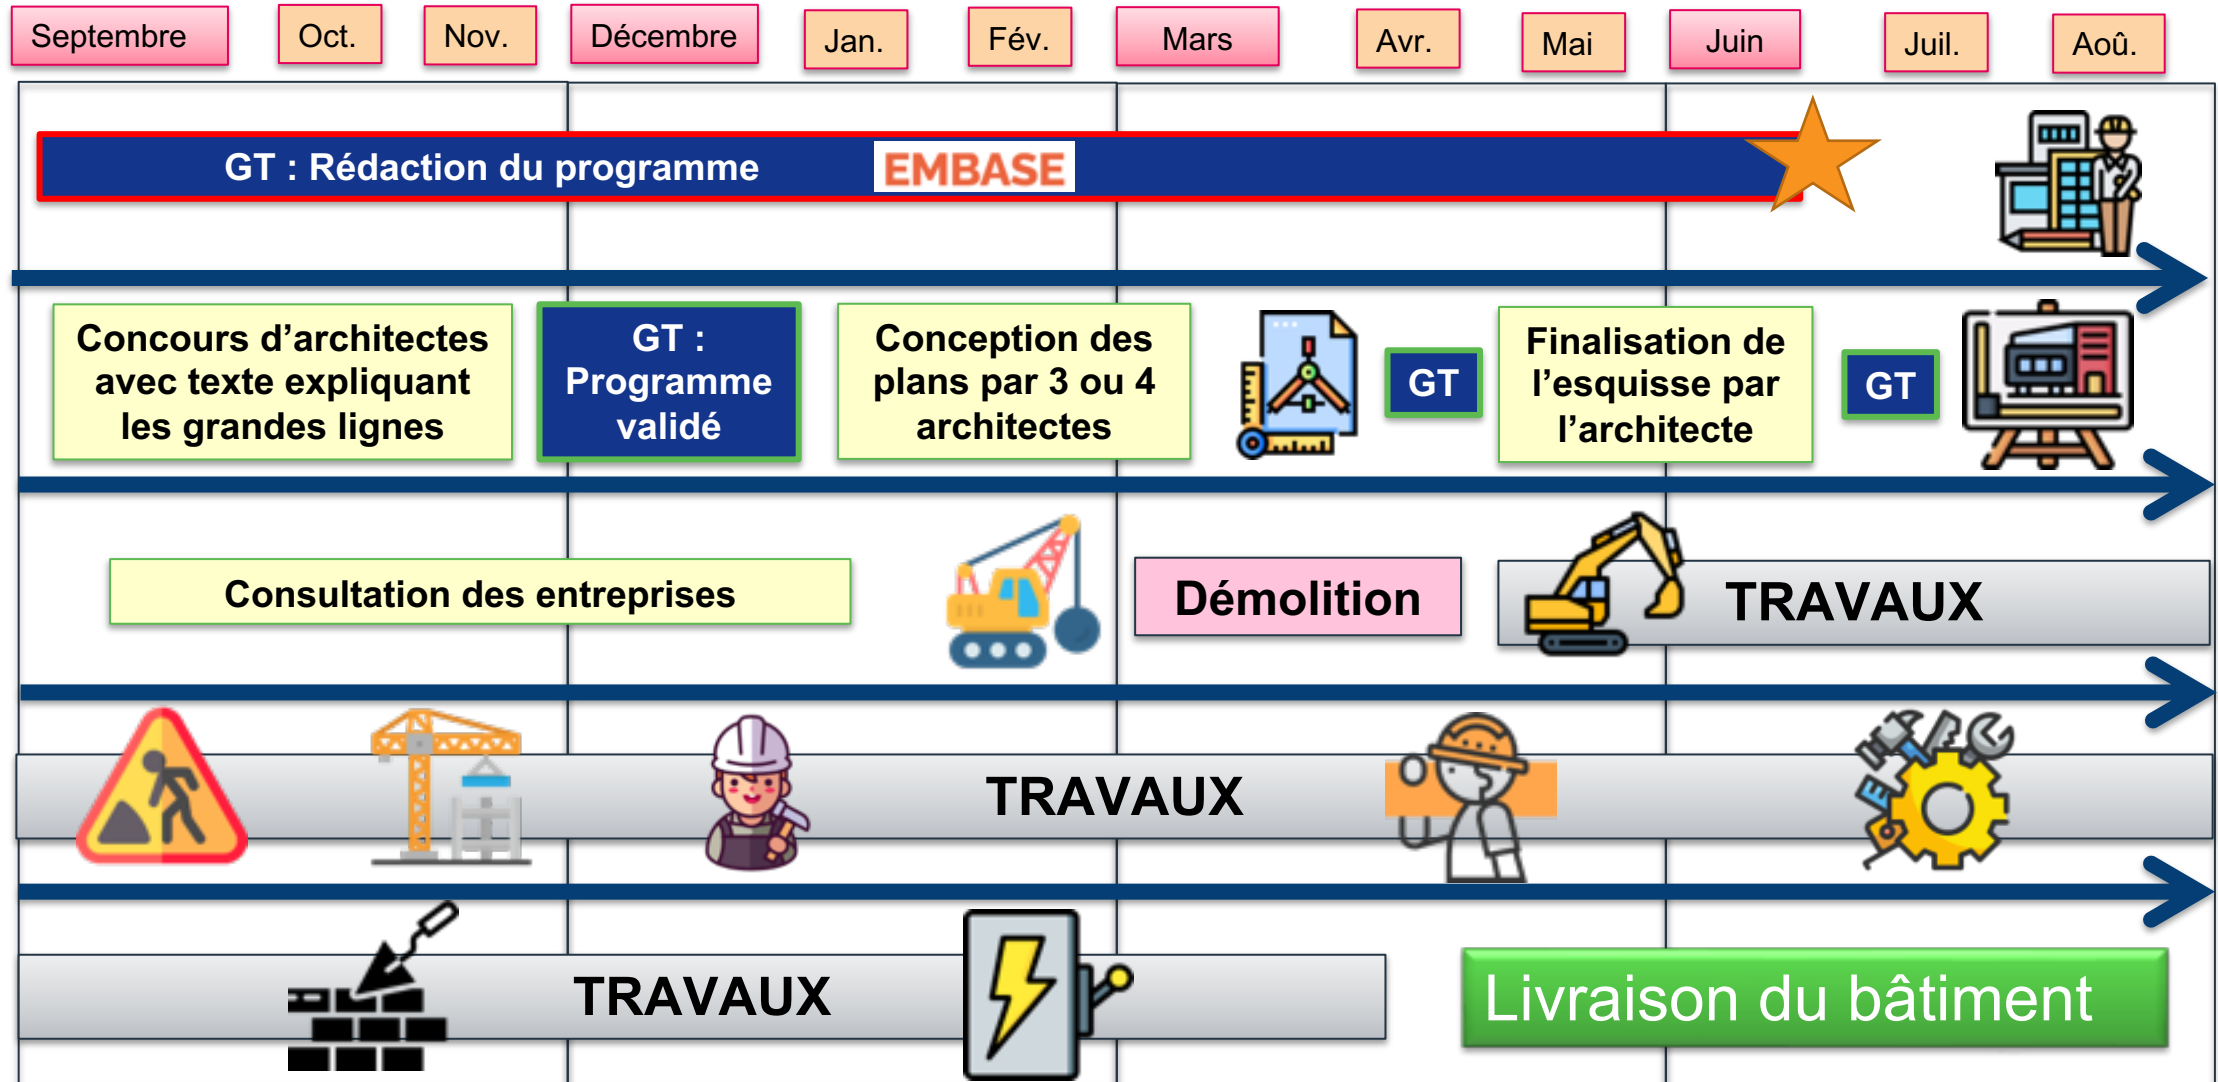 Septembre
Oct.
Nov.
Décembre
Jan.
Fév.
Mars
Avr.
Mai
Juin
Juil.
Aoû.
GT : Rédaction du programme
EMBASE
Concours d’architectes
avec texte expliquant
les grandes lignes
GT :
Programme
validé
Conception des
plans par 3 ou 4
architectes
GT
Finalisation de
l’esquisse par
l’architecte
GT
Consultation des entreprises
Démolition
TRAVAUX
TRAVAUX
TRAVAUX
Livraison du bâtiment